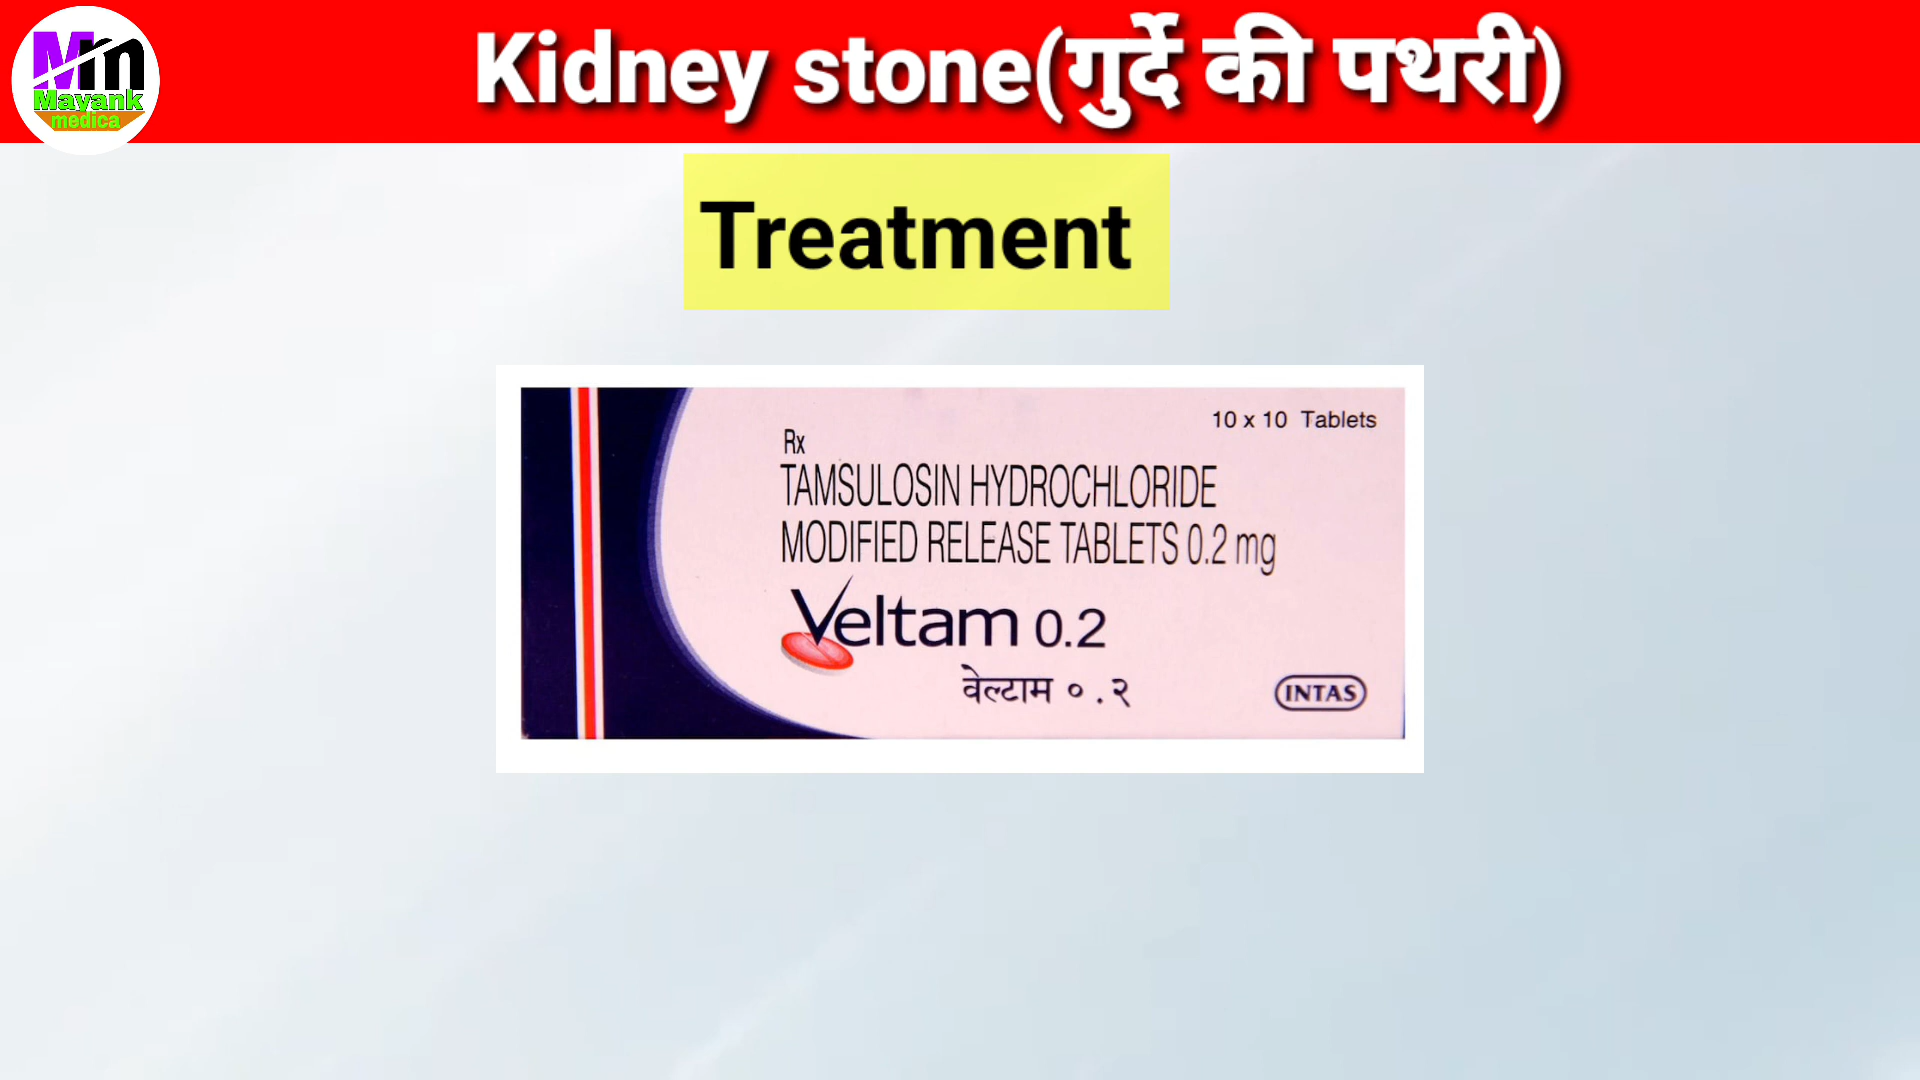 Mm
Mayank
medica
Kidney stone(गुर्दे की पथरी)
Treatment
10 x 10 Tablets
Rx
TAMSULOSIN HYDROCHLORIDE
MODIFIED RELEASE TABLETS 0.2 mg
Veltam 0.2
वेल्टाम ०.२
INTAS